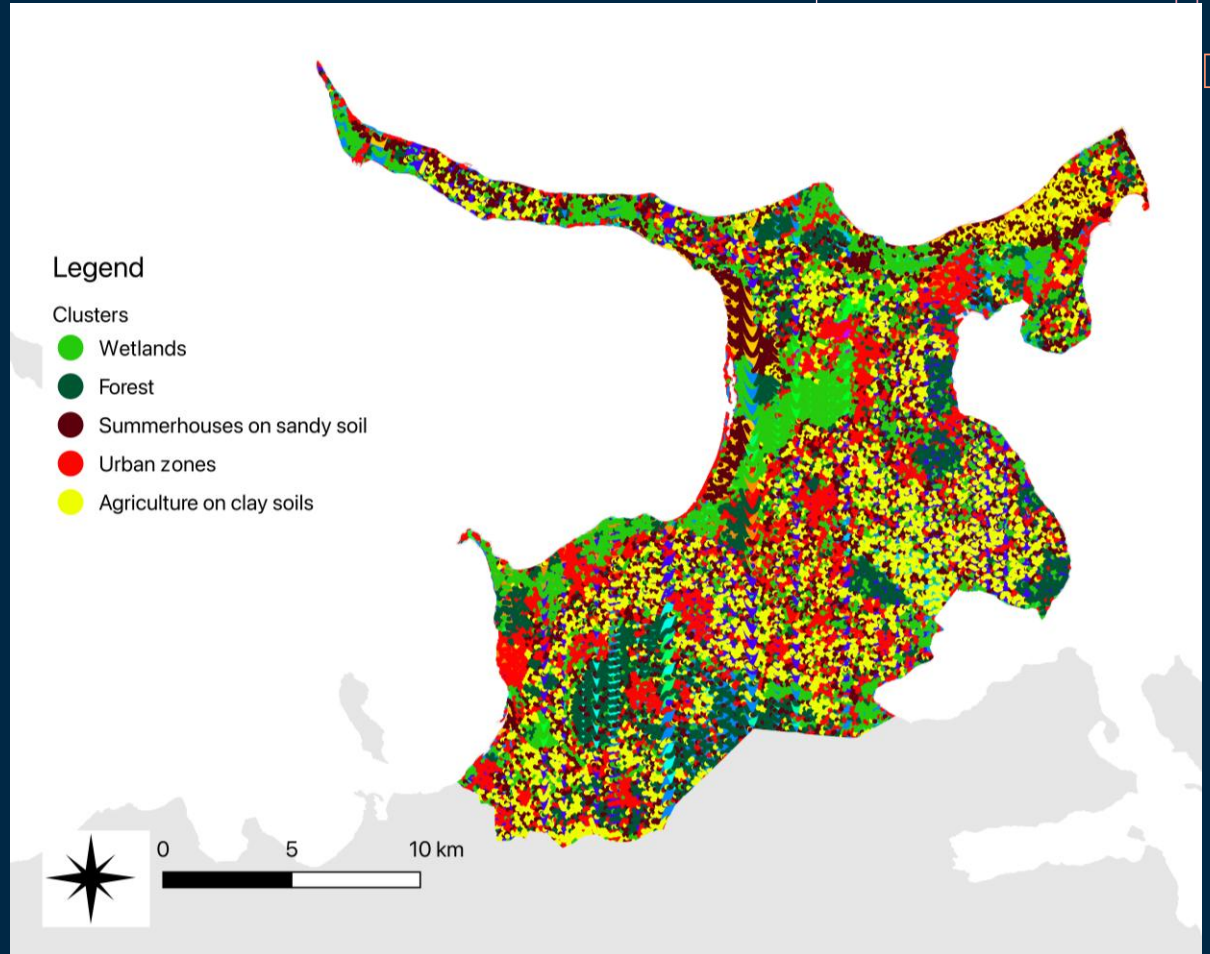 Legend
Clusters
Wetlands
Forest
Summerhouses on sandy soil
Urban zones
Agriculture on clay soils
0 5 10 km